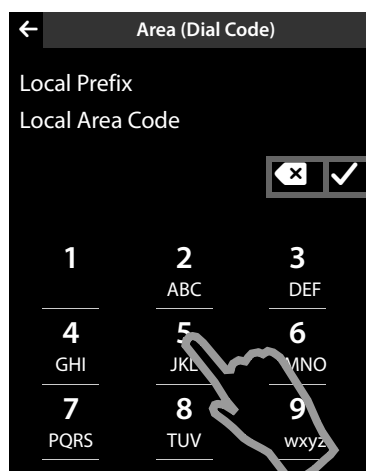 Area (Dial Code)
Local Prefix
Local Area Code
1 2 3
ABC DEF
4 5 6
GHI JKL MNO
7 8 9
PQRS TUV wxyz